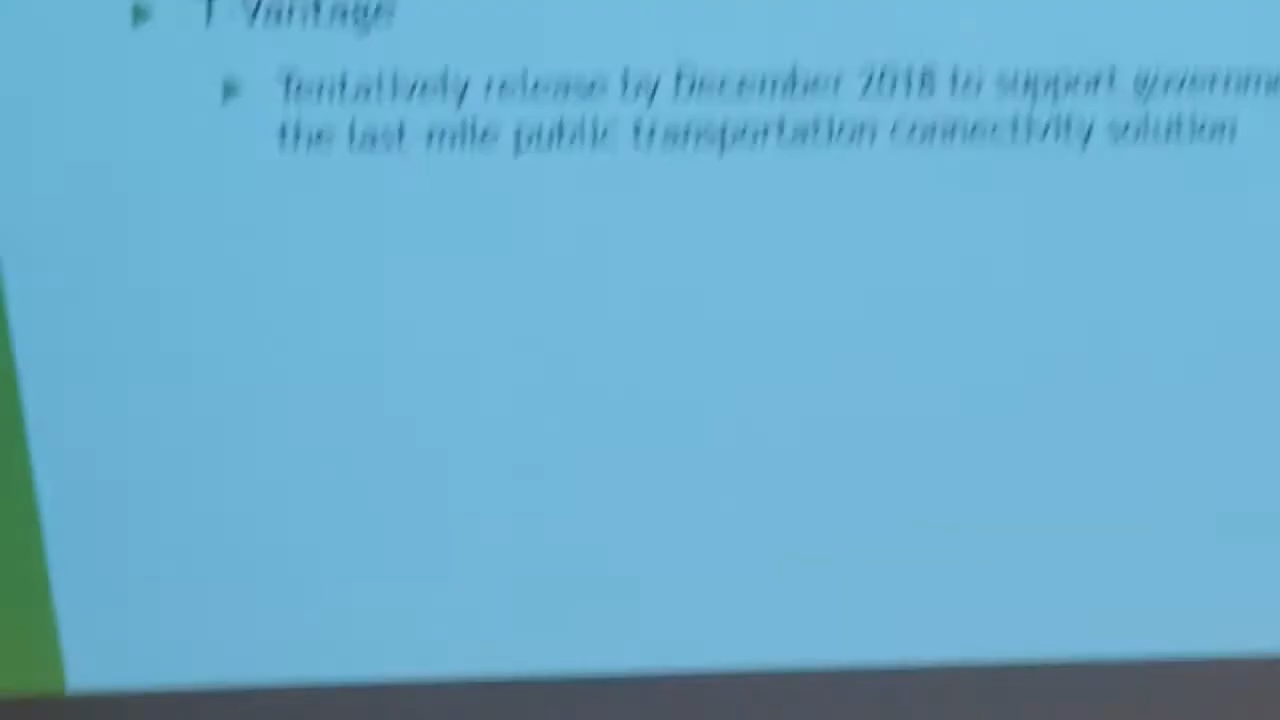 T-Vantage
Tentatively release by December 2018 to support
the last mile public transportation connectivity solution